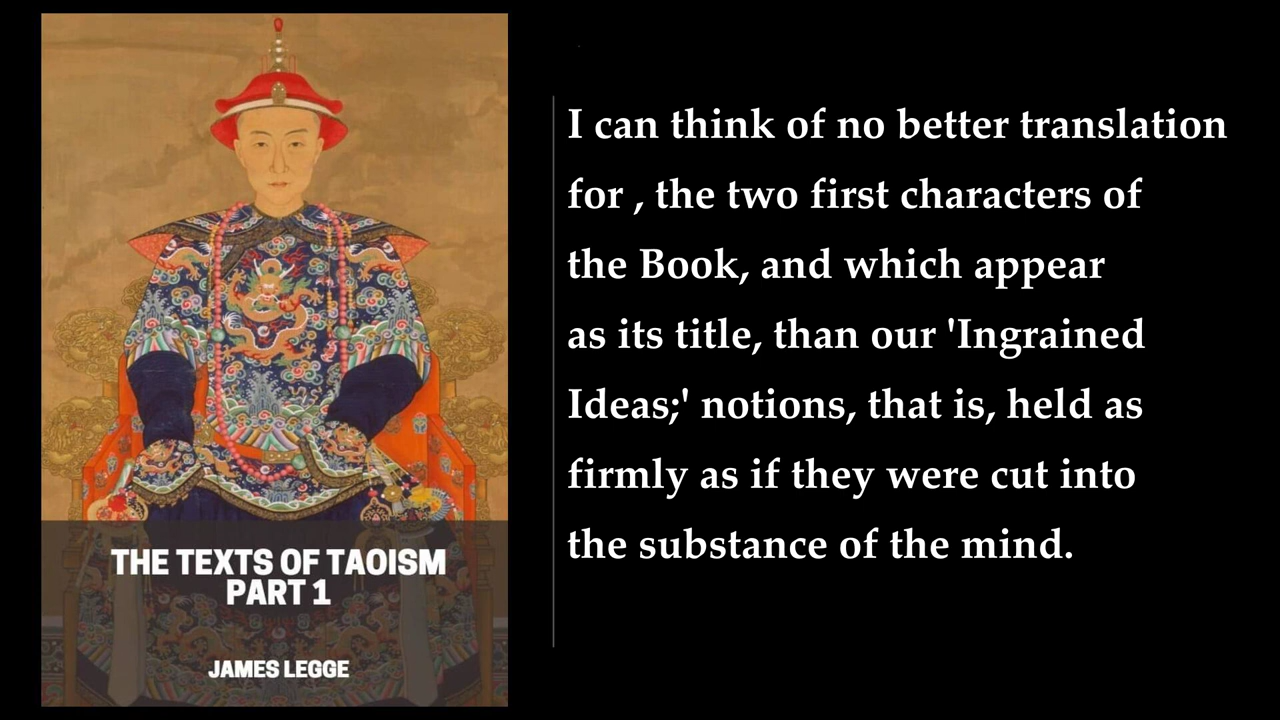 THE TEXTS OF TAOISM
PART 1
JAMES LEGGE
I can think of no better translation
for , the two first characters of
the Book, and which appear
as its title, than our 'Ingrained
Ideas;' notions, that is, held as
firmly as if they were cut into
the substance of the mind.